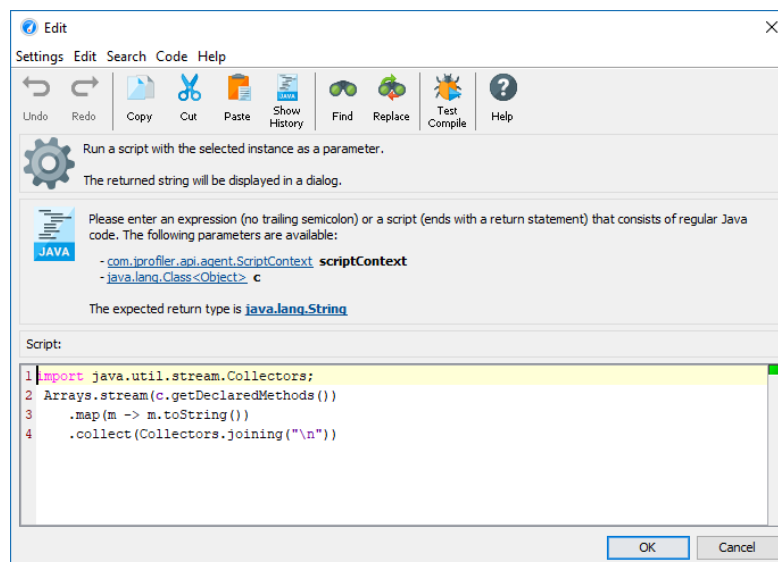 Edit
Settings Edit Search Code Help
Undo Redo Copy Cut Paste Show History Find Replace Test Compile Help
Run a script with the selected instance as a parameter.
The returned string will be displayed in a dialog.
Please enter an expression (no trailing semicolon) or a script (ends with a return statement) that consists of regular Java
code. The following parameters are available:
- com.jprofiler.api.agent.ScriptContext scriptContext
- java.lang.Class<Object> c
The expected return type is java.lang.String
JAVA
Script:
1 import java.util.stream.Collectors;
2 Arrays.stream(c.getDeclaredMethods())
3 .map(m -> m.toString())
4 .collect(Collectors.joining("\n"))
OK Cancel